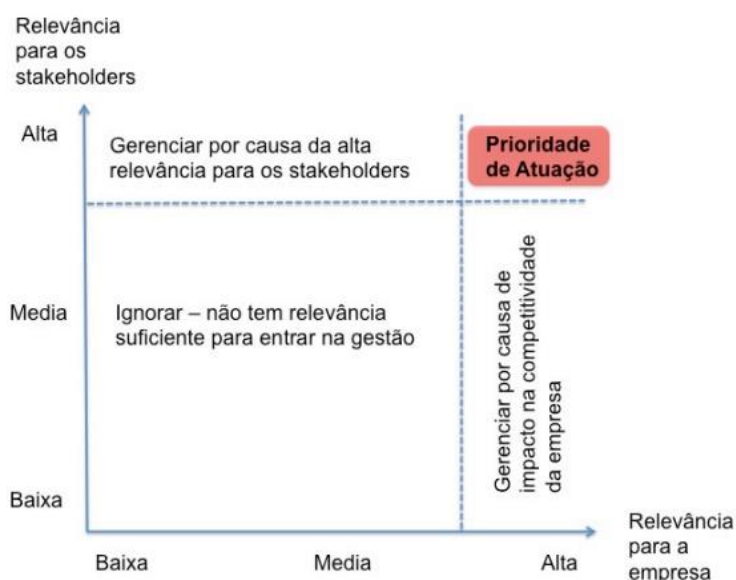 Relevância
para os
stakeholders
Alta
Gerenciar por causa da alta
relevância para os stakeholders
Prioridade
de Atuação
Media
Ignorar – não tem relevância
suficiente para entrar na gestão
Gerenciar por causa de
impacto na competitividade
da empresa
Baixa
Baixa
Media
Alta
Relevância
para a
empresa